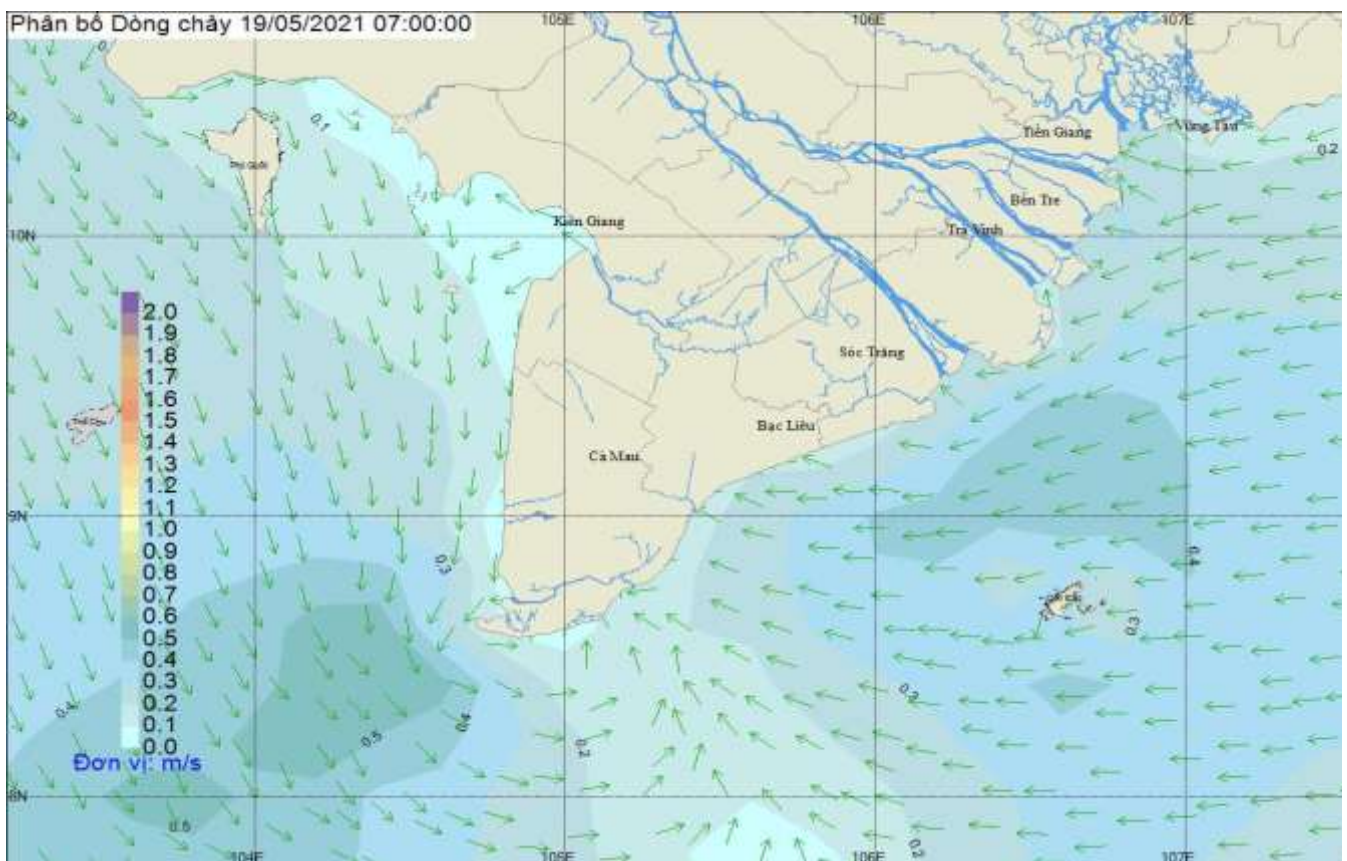 Phân bố Dòng chảy 19/05/2021 07:00:00
105E
106E
107E
Vũng Tàu
Tiền Giang
0.2
0.1
Phú Quốc
Bến Tre
Kiên Giang
Trà Vinh
10N
2.0
1.9
1.8
1.7
1.6
1.5
1.4
1.3
1.2
1.1
1.0
0.9
0.8
0.7
0.6
0.5
0.4
0.3
0.2
0.1
0.0
Đơn vị: m/s
Sóc Trăng
Bạc Liêu
Cà Mau
9N
0.3
0.4
0.3
0.3
0.4
0.4
0.5
0.2
8N
0.5
0.2
104E
105E
106E
107E